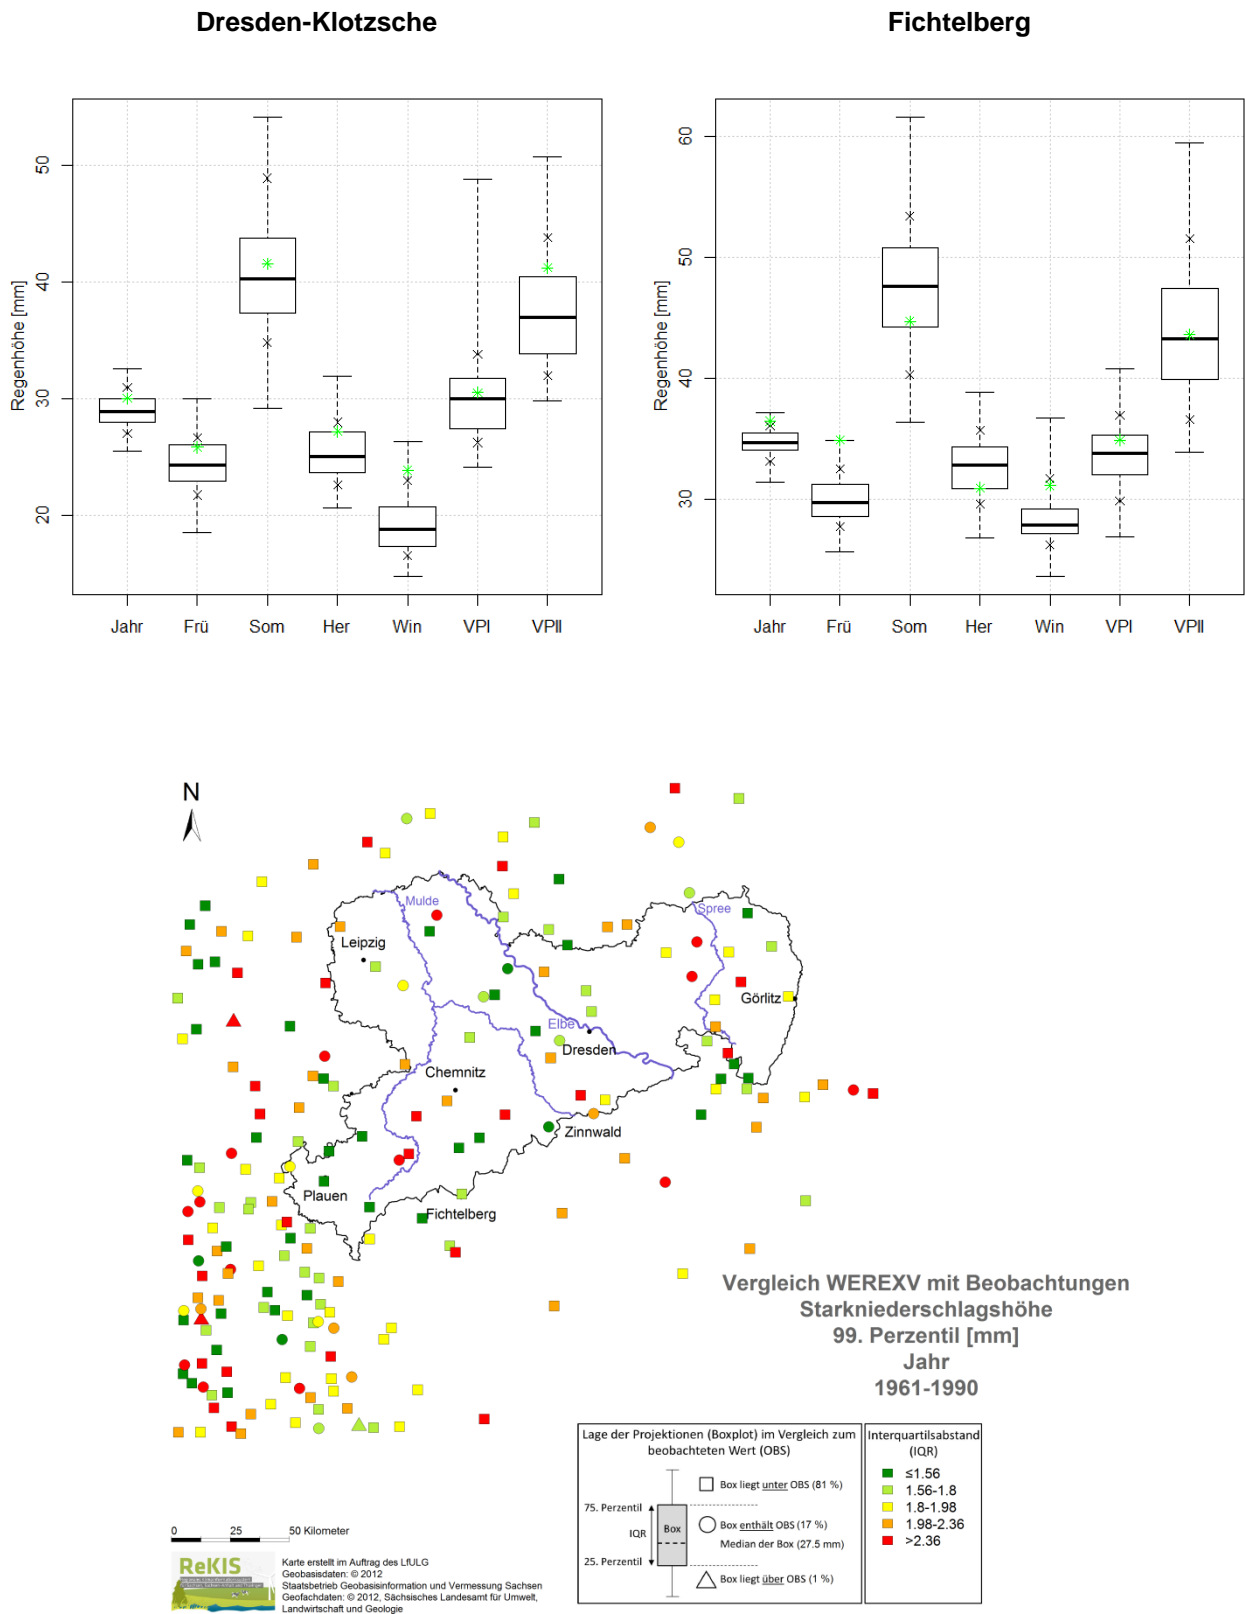 Dresden-Klotzsche
Fichtelberg
Regenhöhe [mm]
50
40
30
20
Jahr Frü Som Her Win VPI VPII
Regenhöhe [mm]
60
50
40
30
Jahr Frü Som Her Win VPI VPII
N
Mulde
Spree
Leipzig
Görlitz
Elbe
Dresden
Chemnitz
Zinnwald
Plauen
Fichtelberg
Vergleich WEREXV mit Beobachtungen
Starkniederschlagshöhe
99. Perzentil [mm]
Jahr
1961-1990
Lage der Projektionen (Boxplot) im Vergleich zum
beobachteten Wert (OBS)
Box liegt unter OBS (81 %)
75. Perzentil
IQR
Box
Box enthält OBS (17 %)
Median der Box (27.5 mm)
25. Perzentil
Box liegt über OBS (1 %)
Interquartilsabstand
(IQR)
≤1.56
1.56-1.8
1.8-1.98
1.98-2.36
>2.36
0 25 50 Kilometer
ReKIS
Karte erstellt im Auftrag des LfULG
Geobasisdaten: © 2012
Staatsbetrieb Geobasisinformation und Vermessung Sachsen
Geofachdaten: © 2012, Sächsisches Landesamt für Umwelt,
Landwirtschaft und Geologie